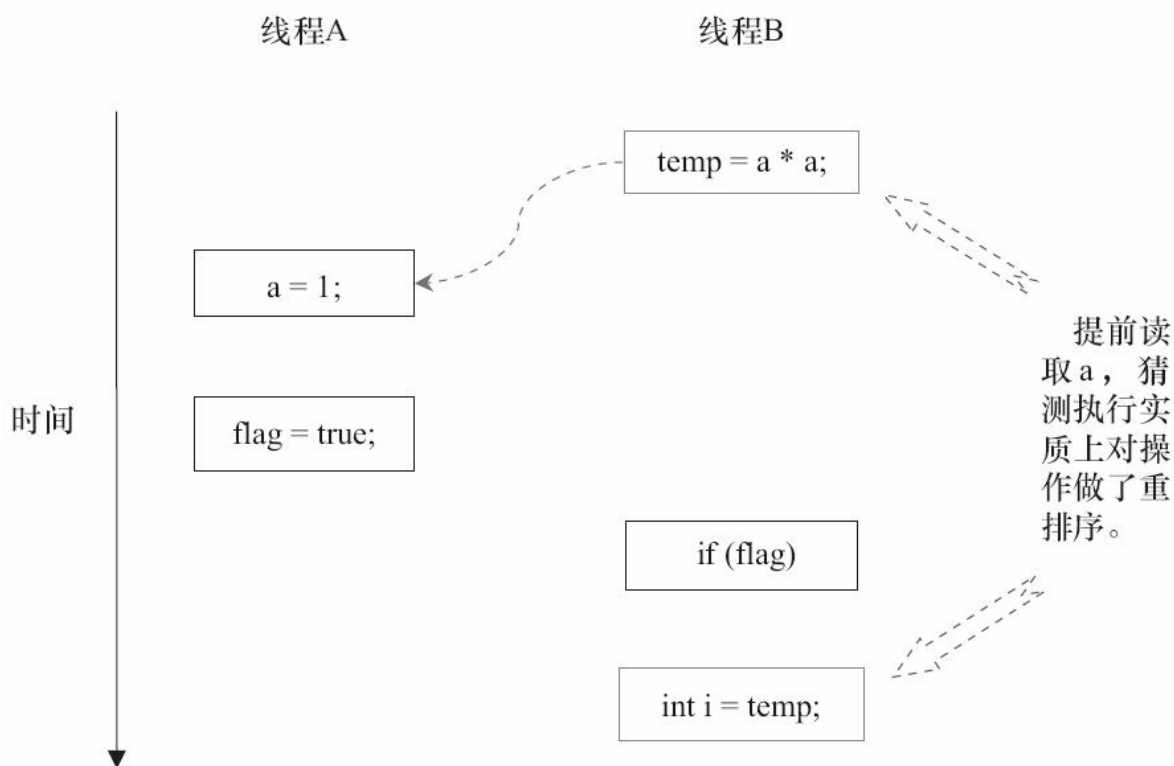 线程A
线程B
temp = a * a;
a = 1;
提前读
取a，猜
测执行实
质上对操
作做了重
排序。
时间
flag = true;
if (flag)
int i = temp;